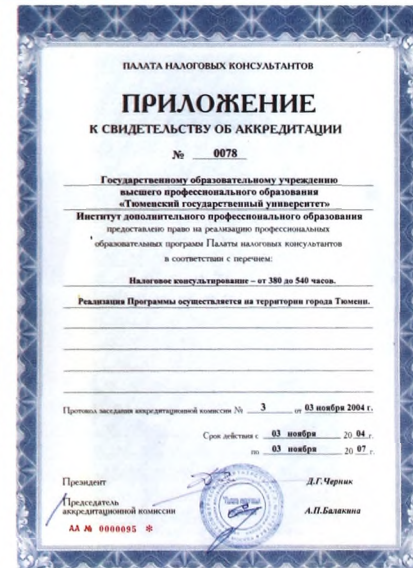 ПАЛАТА НАЛОГОВЫХ КОНСУЛЬТАНТОВ
ПРИЛОЖЕНИЕ
К СВИДЕТЕЛЬСТВУ ОБ АККРЕДИТАЦИИ
№ 0078
Государственному образовательному учреждению
высшего профессионального образования
«Тюменский государственный университет»
Институт дополнительного профессионального образования
предоставлено право на реализацию профессиональных
образовательных программ Палаты налоговых консультантов
в соответствии с перечнем:
Налоговое консультирование – от 380 до 540 часов.
Реализация Программы осуществляется на территории города Тюмени.
Протокол заседания аккредитационной комиссии № 3 от 03 ноября 2004 г.
Срок действия с 03 ноября 20 04 г.
по 03 ноября 20 07 г.
Президент Д.Г.Черник
Председатель
аккредитационной комиссии А.П.Балакина
АА № 0000095 *